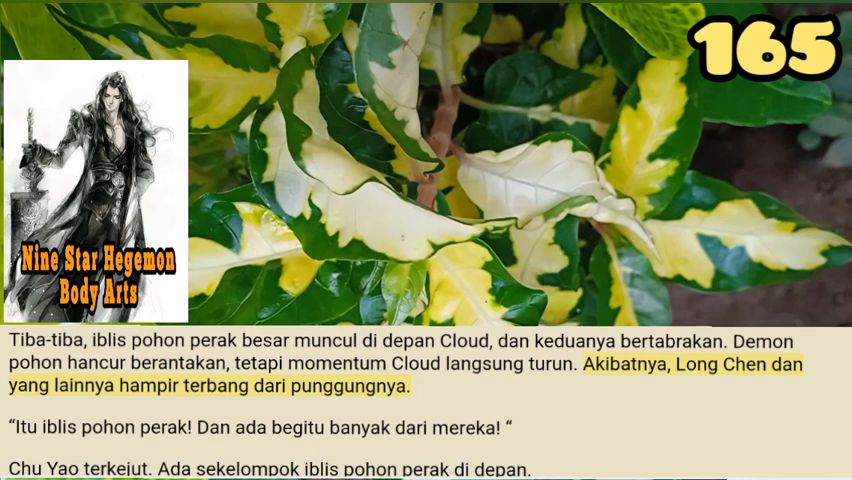 165
Nine Star Hegemon
Body Arts
Tiba-tiba, iblis pohon perak besar muncul di depan Cloud, dan keduanya bertabrakan. Demon
pohon hancur berantakan, tetapi momentum Cloud langsung turun. Akibatnya, Long Chen dan
yang lainnya hampir terbang dari punggungnya.
“Itu iblis pohon perak! Dan ada begitu banyak dari mereka! “
Chu Yao terkejut. Ada sekelompok iblis pohon perak di depan.